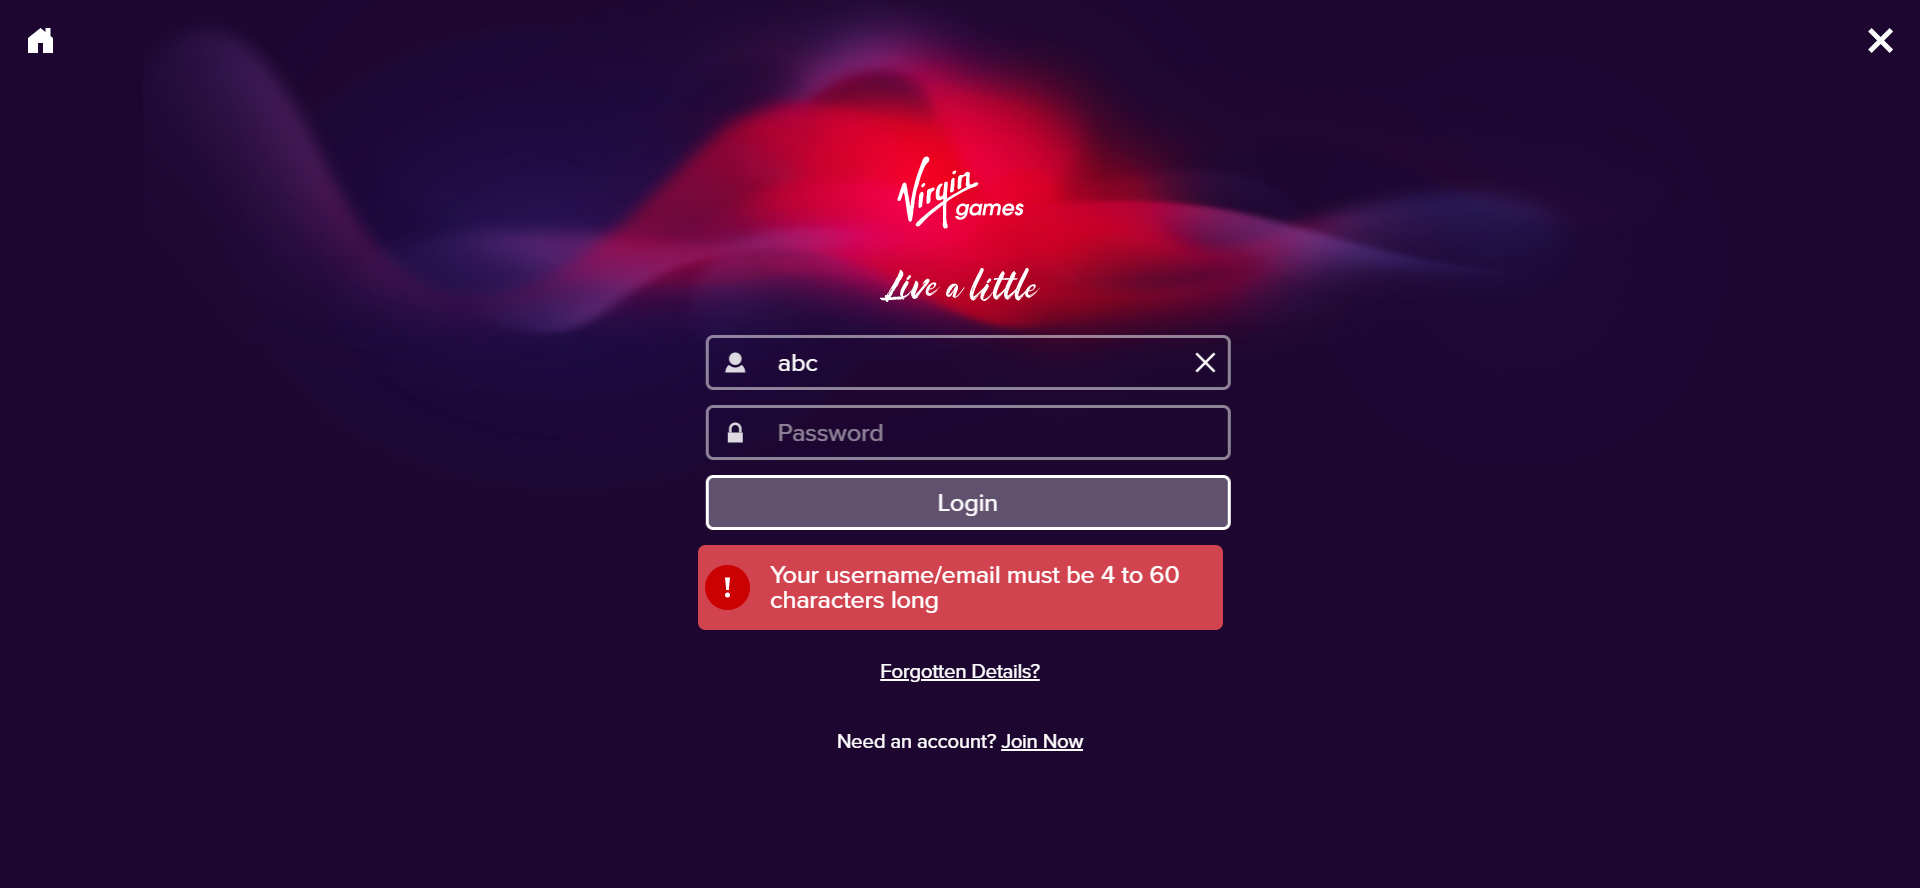 Virgin
games
Live a little
abc
Password
Login
! Your username/email must be 4 to 60
characters long
Forgotten Details?
Need an account? Join Now